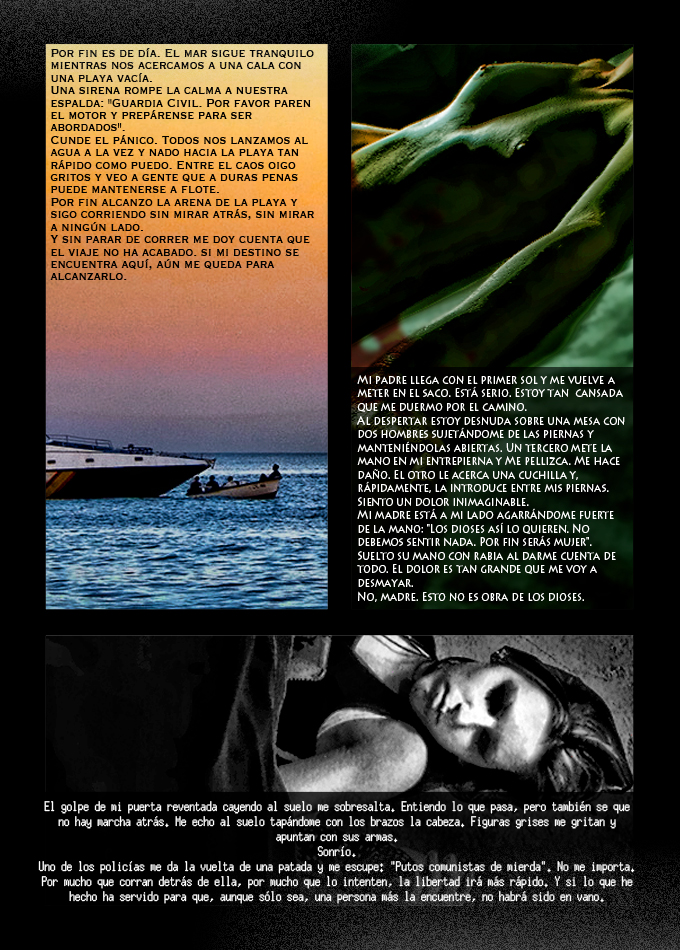 Por fin es de día. El mar sigue tranquilo
mientras nos acercamos a una cala con
una playa vacía.
Una sirena rompe la calma a nuestra
espalda: "Guardia Civil. Por favor paren
el motor y prepárense para ser
abordados".
Cunde el pánico. Todos nos lanzamos al
agua a la vez y nado hacia la playa tan
rápido como puedo. Entre el caos oigo
gritos y veo a gente que a duras penas
puede mantenerse a flote.
Por fin alcanzo la arena de la playa y
sigo corriendo sin mirar atrás, sin mirar
a ningún lado.
Y sin parar de correr me doy cuenta que
el viaje no ha acabado. si mi destino se
encuentra aquí, aún me queda para
alcanzarlo.
Mi padre llega con el primer sol y me vuelve a
meter en el saco. Está serio. Estoy tan cansada
que me duermo por el camino.
Al despertar estoy desnuda sobre una mesa con
dos hombres sujetándome de las piernas y
manteniéndolas abiertas. Un tercero mete la
mano en mi entrepierna y me pellizca. Me hace
daño. El otro le acerca una cuchilla y,
rápidamente, la introduce entre mis piernas.
Siento un dolor inimaginable.
Mi madre está a mi lado agarrándome fuerte
de la mano: "Los dioses así lo quieren. No
debemos sentir nada. Por fin serás mujer".
Suelto su mano con rabia al darme cuenta de
todo. El dolor es tan grande que me voy a
desmayar.
No, madre. Esto no es obra de los dioses.
El golpe de mi puerta reventada cayendo al suelo me sobresalta. Entiendo lo que pasa, pero también se que
no hay marcha atrás. Me echo al suelo tapándome con los brazos la cabeza. Figuras grises me gritan y
apuntan con sus armas.
Sonrío.
Uno de los policías me da la vuelta de una patada y me escupe: "Putos comunistas de mierda". No me importa.
Por mucho que corran detrás de ella, por mucho que lo intenten, la libertad irá más rápido. Y si lo que he
hecho ha servido para que, aunque sólo sea, una persona más la encuentre, no habrá sido en vano.